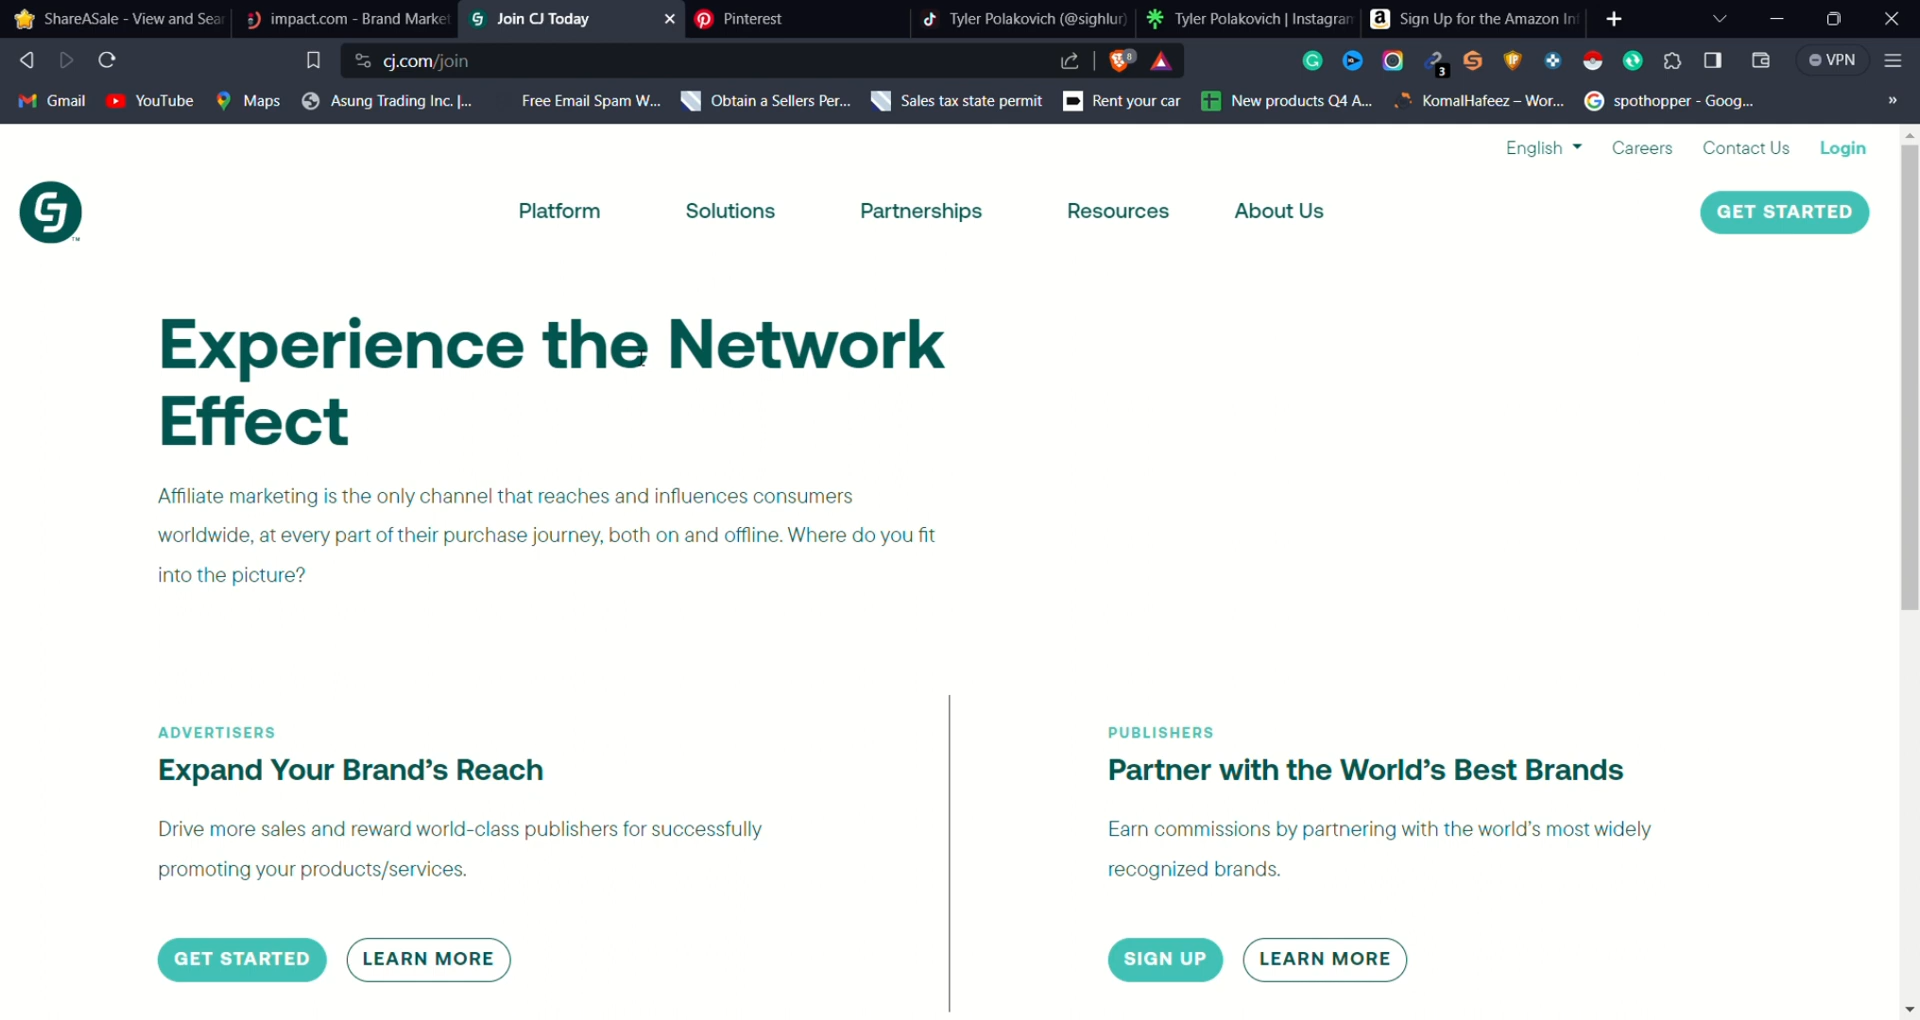 ShareASale - View and Sear
impact.com - Brand Market
Join CJ Today
Pinterest
Tyler Polakovich (@sighlur)
Tyler Polakovich | Instagram
Sign Up for the Amazon Inf
cj.com/join
8
3
VPN
Gmail
YouTube
Maps
Asung Trading Inc. |...
Free Email Spam W...
Obtain a Sellers Per...
Sales tax state permit
Rent your car
New products Q4 A...
KomalHafeez – Wor...
spothopper - Goog...
»
English
Careers
Contact Us
Login
CJ
TM
Platform
Solutions
Partnerships
Resources
About Us
GET STARTED
Experience the Network
Effect
Affiliate marketing is the only channel that reaches and influences consumers
worldwide, at every part of their purchase journey, both on and offline. Where do you fit
into the picture?
ADVERTISERS
Expand Your Brand’s Reach
Drive more sales and reward world-class publishers for successfully
promoting your products/services.
GET STARTED
LEARN MORE
PUBLISHERS
Partner with the World’s Best Brands
Earn commissions by partnering with the world’s most widely
recognized brands.
SIGN UP
LEARN MORE